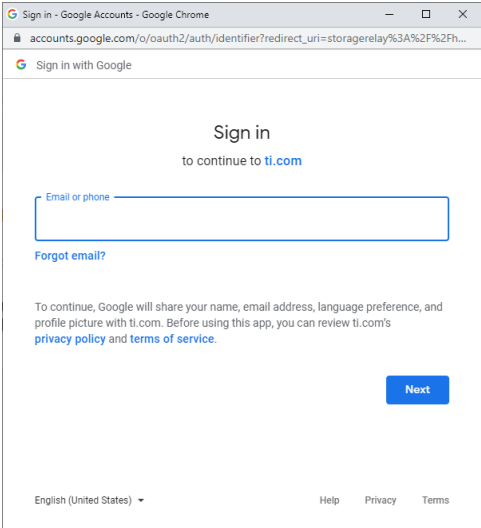 Sign in - Google Accounts - Google Chrome
accounts.google.com/o/oauth2/auth/identifier?redirect_uri=storagerelay%3A%2F%2Fh...
Sign in with Google
Sign in
to continue to ti.com
Email or phone
Forgot email?
To continue, Google will share your name, email address, language preference, and
profile picture with ti.com. Before using this app, you can review ti.com's
privacy policy and terms of service.
Next
English (United States)
Help Privacy Terms